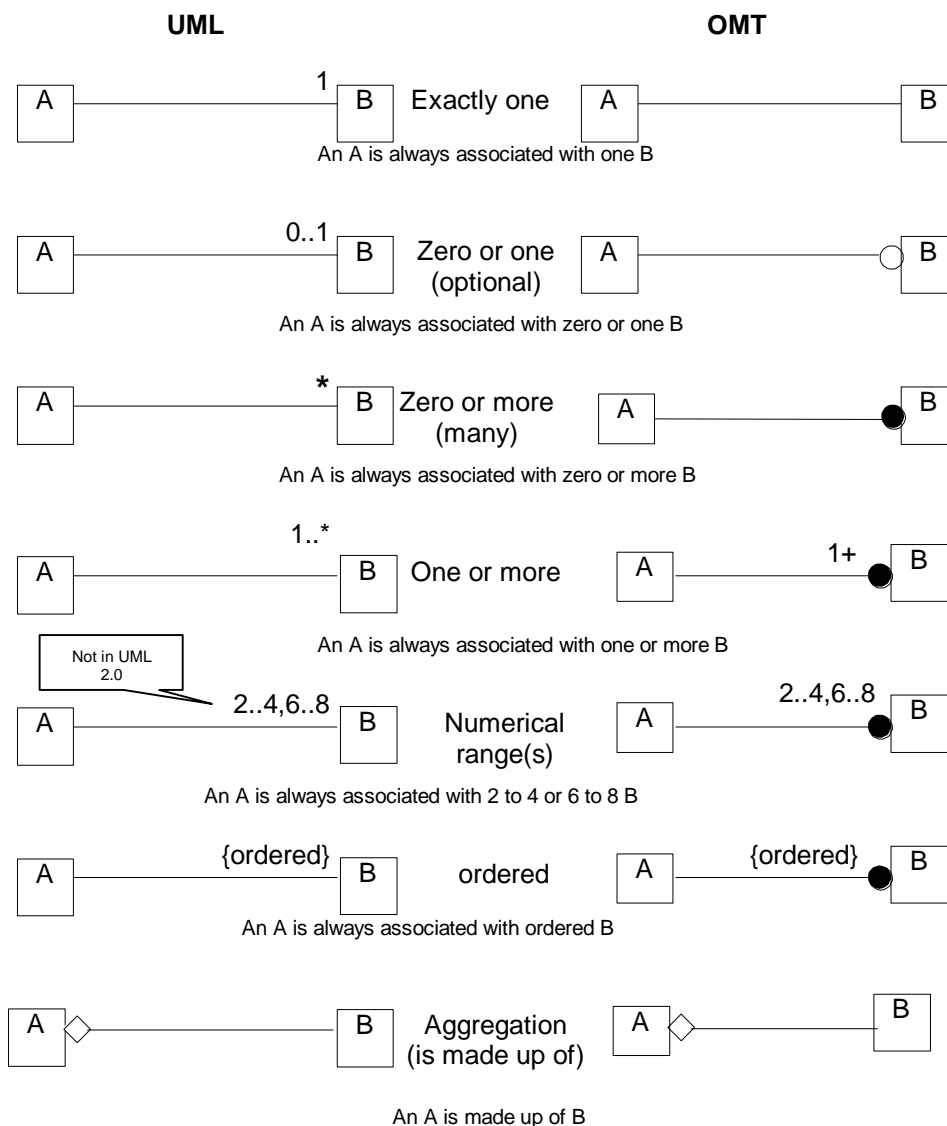 UML OMT
1
A B Exactly one A B
An A is always associated with one B
0..1
A B Zero or one A B
(optional)
An A is always associated with zero or one B
*
A B Zero or more A B
(many)
An A is always associated with zero or more B
1..* 1+
A B One or more A B
An A is always associated with one or more B
Not in UML
2.0
2..4,6..8 2..4,6..8
A B Numerical A B
range(s)
An A is always associated with 2 to 4 or 6 to 8 B
{ordered} {ordered}
A B ordered A B
An A is always associated with ordered B
A B Aggregation A B
(is made up of)
An A is made up of B